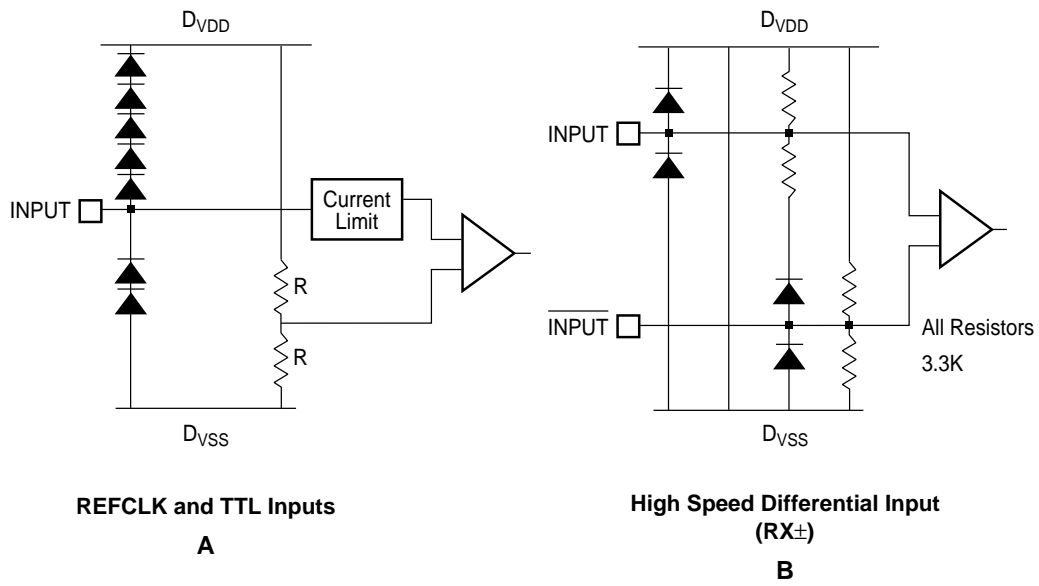 DVDD
INPUT
Current
Limit
R
R
DVSS
REFCLK and TTL Inputs
A
DVDD
INPUT
INPUT
All Resistors
3.3K
DVSS
High Speed Differential Input
(RX±)
B